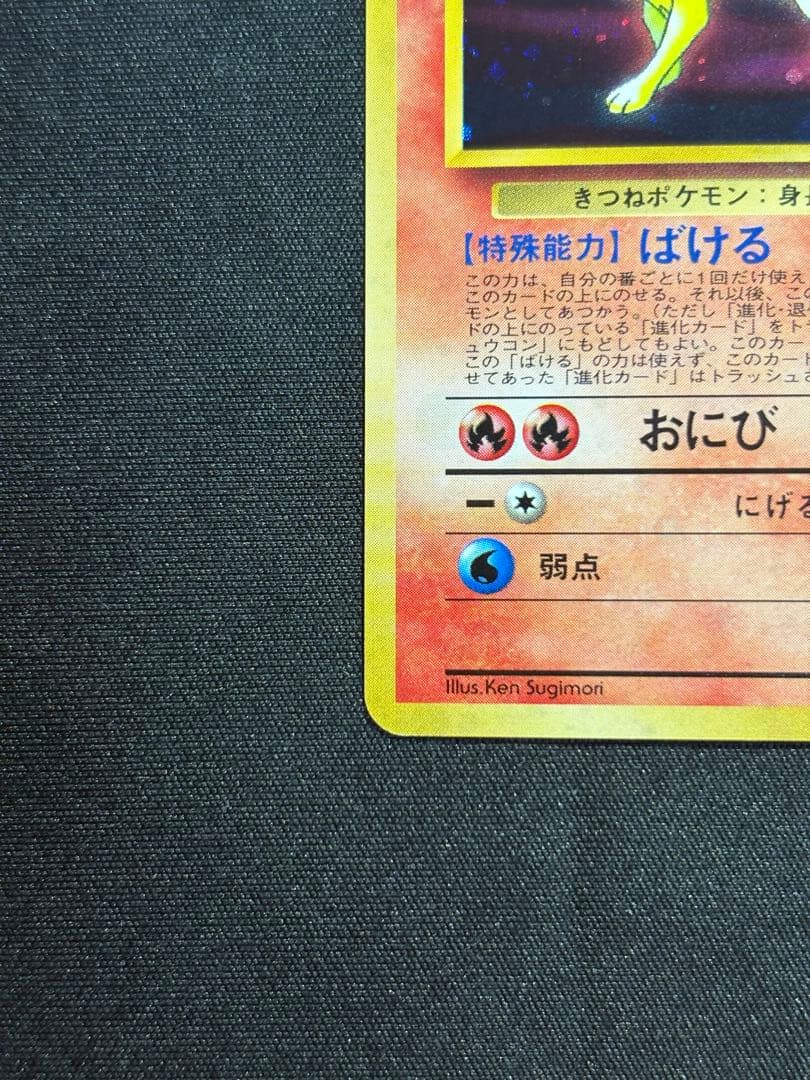 きつねポケモン：身長
【特殊能力】ばける
この力は、自分の番ごとに1回だけ使え
このカードの上にのせる。それ以後、この
モンとしてあつかう。（ただし「進化・退化
ドの上にのっている「進化カード」をト
ュウコン」にもどしてもよい。このカー
この「ばける」の力は使えず、このカード
せてあった「進化カード」はトラッシュす
おにび
ー にげる
弱点
Illus.Ken Sugimori